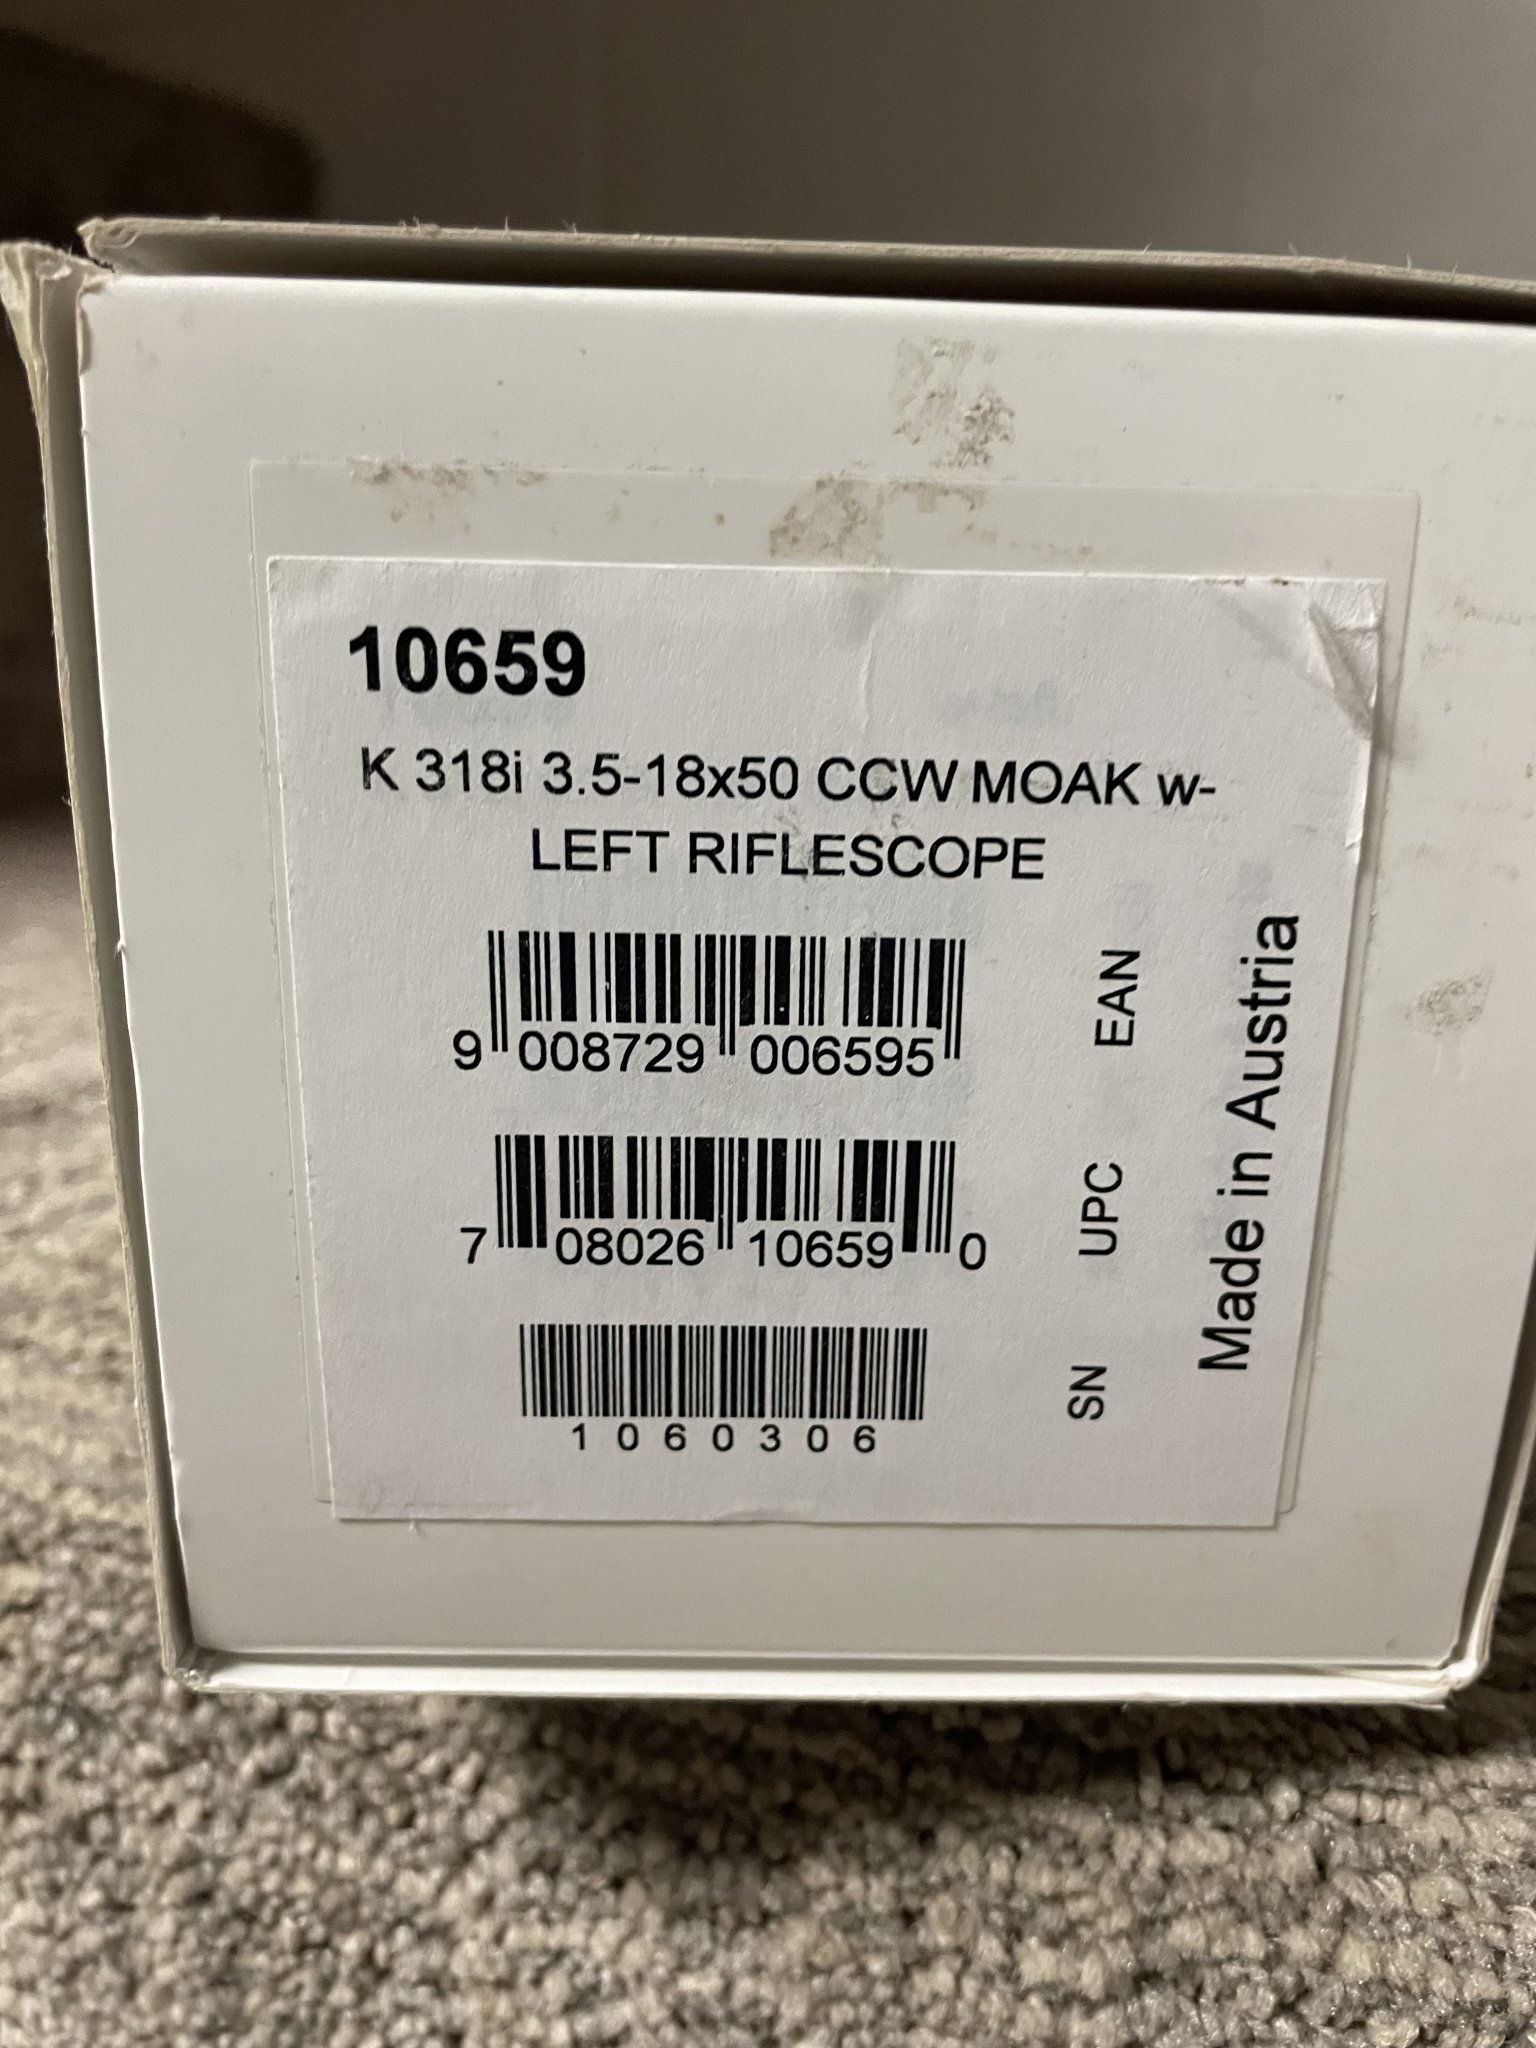 10659
K 318i 3.5-18x50 CCW MOAK w-
LEFT RIFLESCOPE
9 008729 006595
EAN
7 08026 10659 0
UPC
1060306
SN
Made in Austria